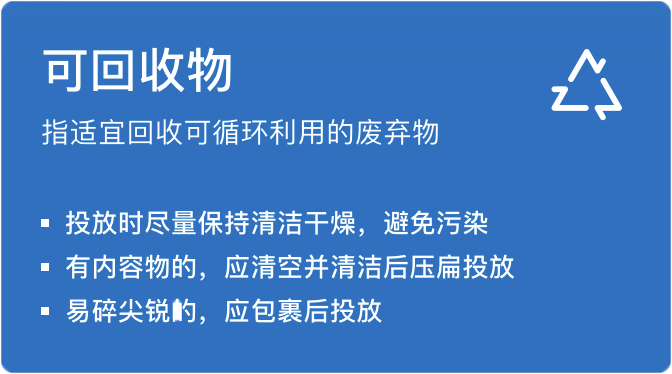 可回收物
指适宜回收可循环利用的废弃物
投放时尽量保持清洁干燥，避免污染
有内容物的，应清空并清洁后压扁投放
易碎尖锐的，应包裹后投放